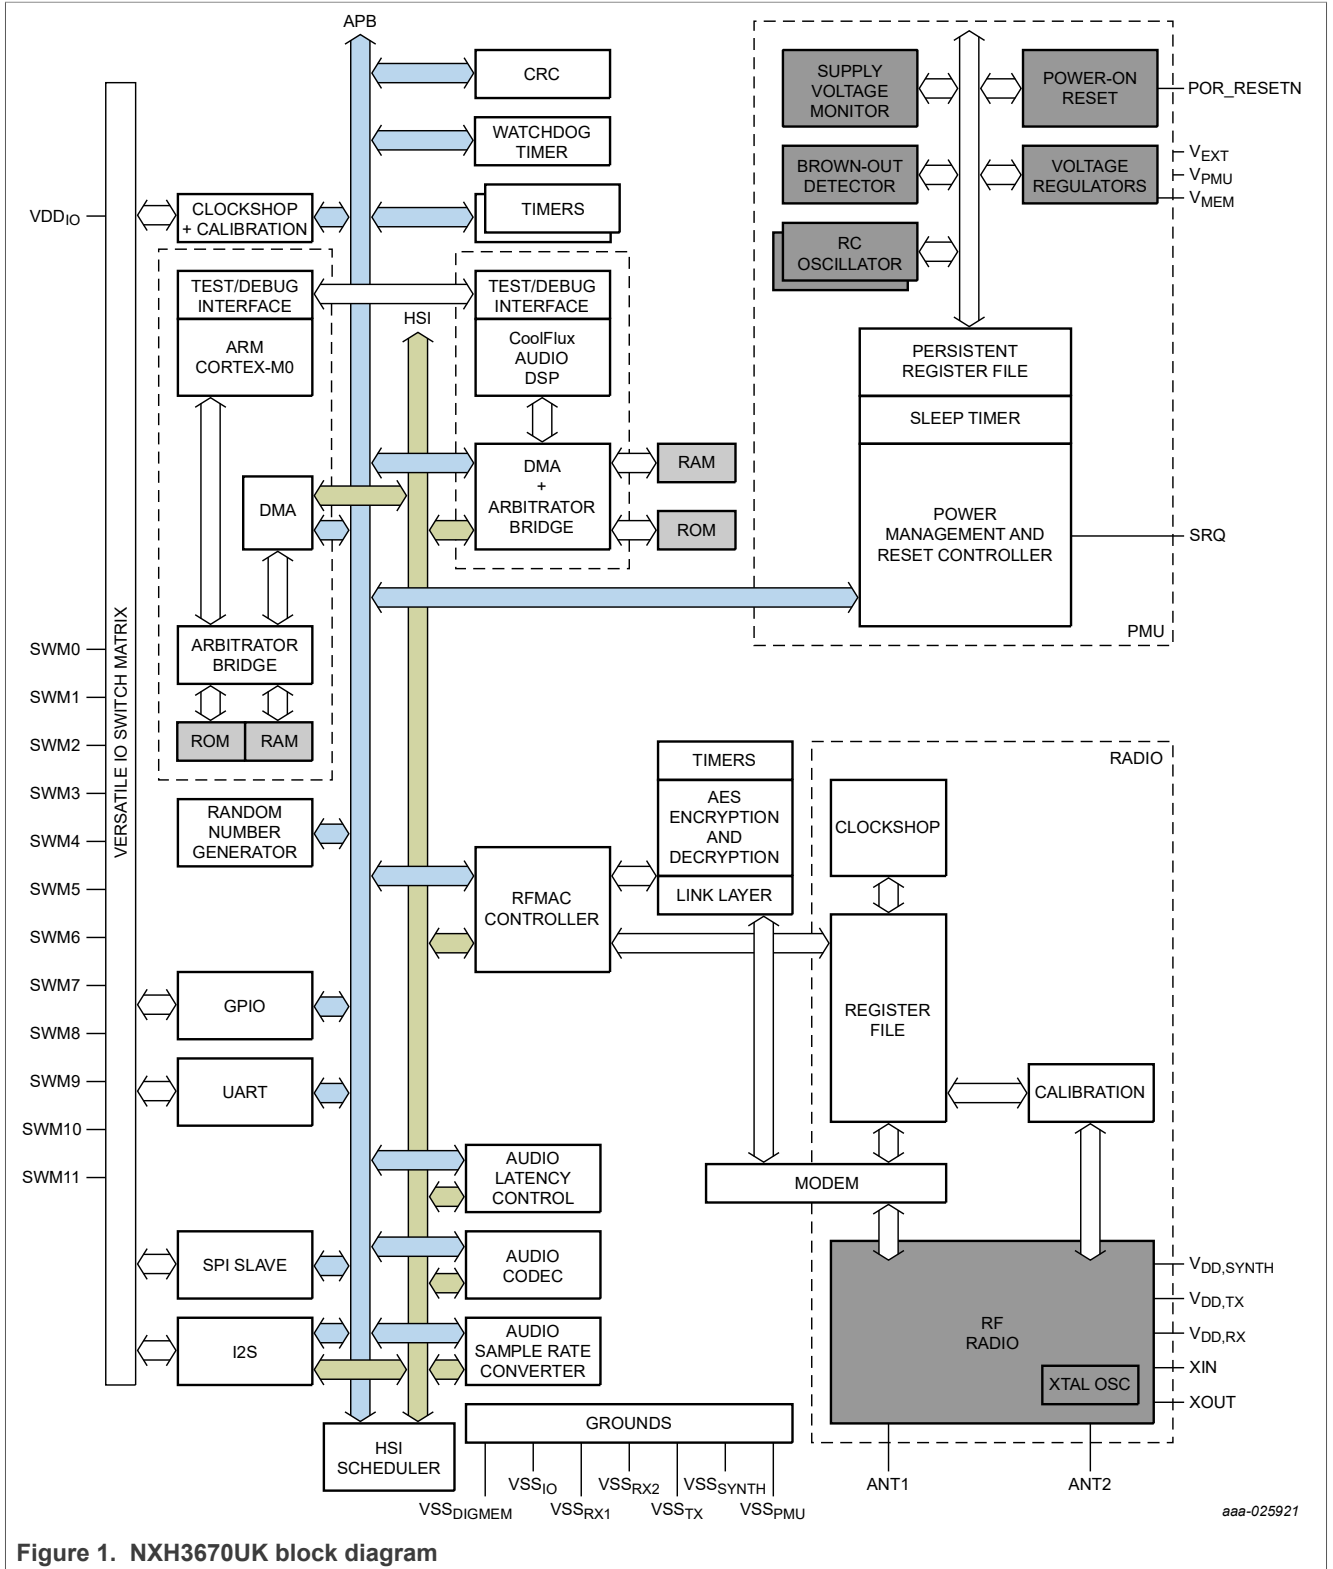 APB
CRC
WATCHDOG
TIMER
TIMERS
VDDIO
CLOCKSHOP
+ CALIBRATION
TEST/DEBUG
INTERFACE
ARM
CORTEX-M0
TEST/DEBUG
INTERFACE
CoolFlux
AUDIO
DSP
HSI
DMA
DMA
+
ARBITRATOR
BRIDGE
RAM
ROM
ARBITRATOR
BRIDGE
ROM
RAM
VERSATILE IO SWITCH MATRIX
SWM0
SWM1
SWM2
SWM3
SWM4
SWM5
SWM6
SWM7
SWM8
SWM9
SWM10
SWM11
RANDOM
NUMBER
GENERATOR
GPIO
UART
SPI SLAVE
I2S
SUPPLY
VOLTAGE
MONITOR
POWER-ON
RESET
POR_RESETN
BROWN-OUT
DETECTOR
VOLTAGE
REGULATORS
VEXT
VPMU
VMEM
RC
OSCILLATOR
PERSISTENT
REGISTER FILE
SLEEP TIMER
POWER
MANAGEMENT AND
RESET CONTROLLER
SRQ
PMU
TIMERS
AES
ENCRYPTION
AND
DECRYPTION
LINK LAYER
RFMAC
CONTROLLER
RADIO
CLOCKSHOP
REGISTER
FILE
CALIBRATION
MODEM
AUDIO
LATENCY
CONTROL
AUDIO
CODEC
AUDIO
SAMPLE RATE
CONVERTER
RF
RADIO
XTAL OSC
VDD,SYNTH
VDD,TX
VDD,RX
XIN
XOUT
ANT1
ANT2
HSI
SCHEDULER
GROUNDS
VSSDIGMEM
VSSIO
VSSRX1
VSSRX2
VSSTX
VSSSYNTH
VSSPMU
aaa-025921
Figure 1. NXH3670UK block diagram